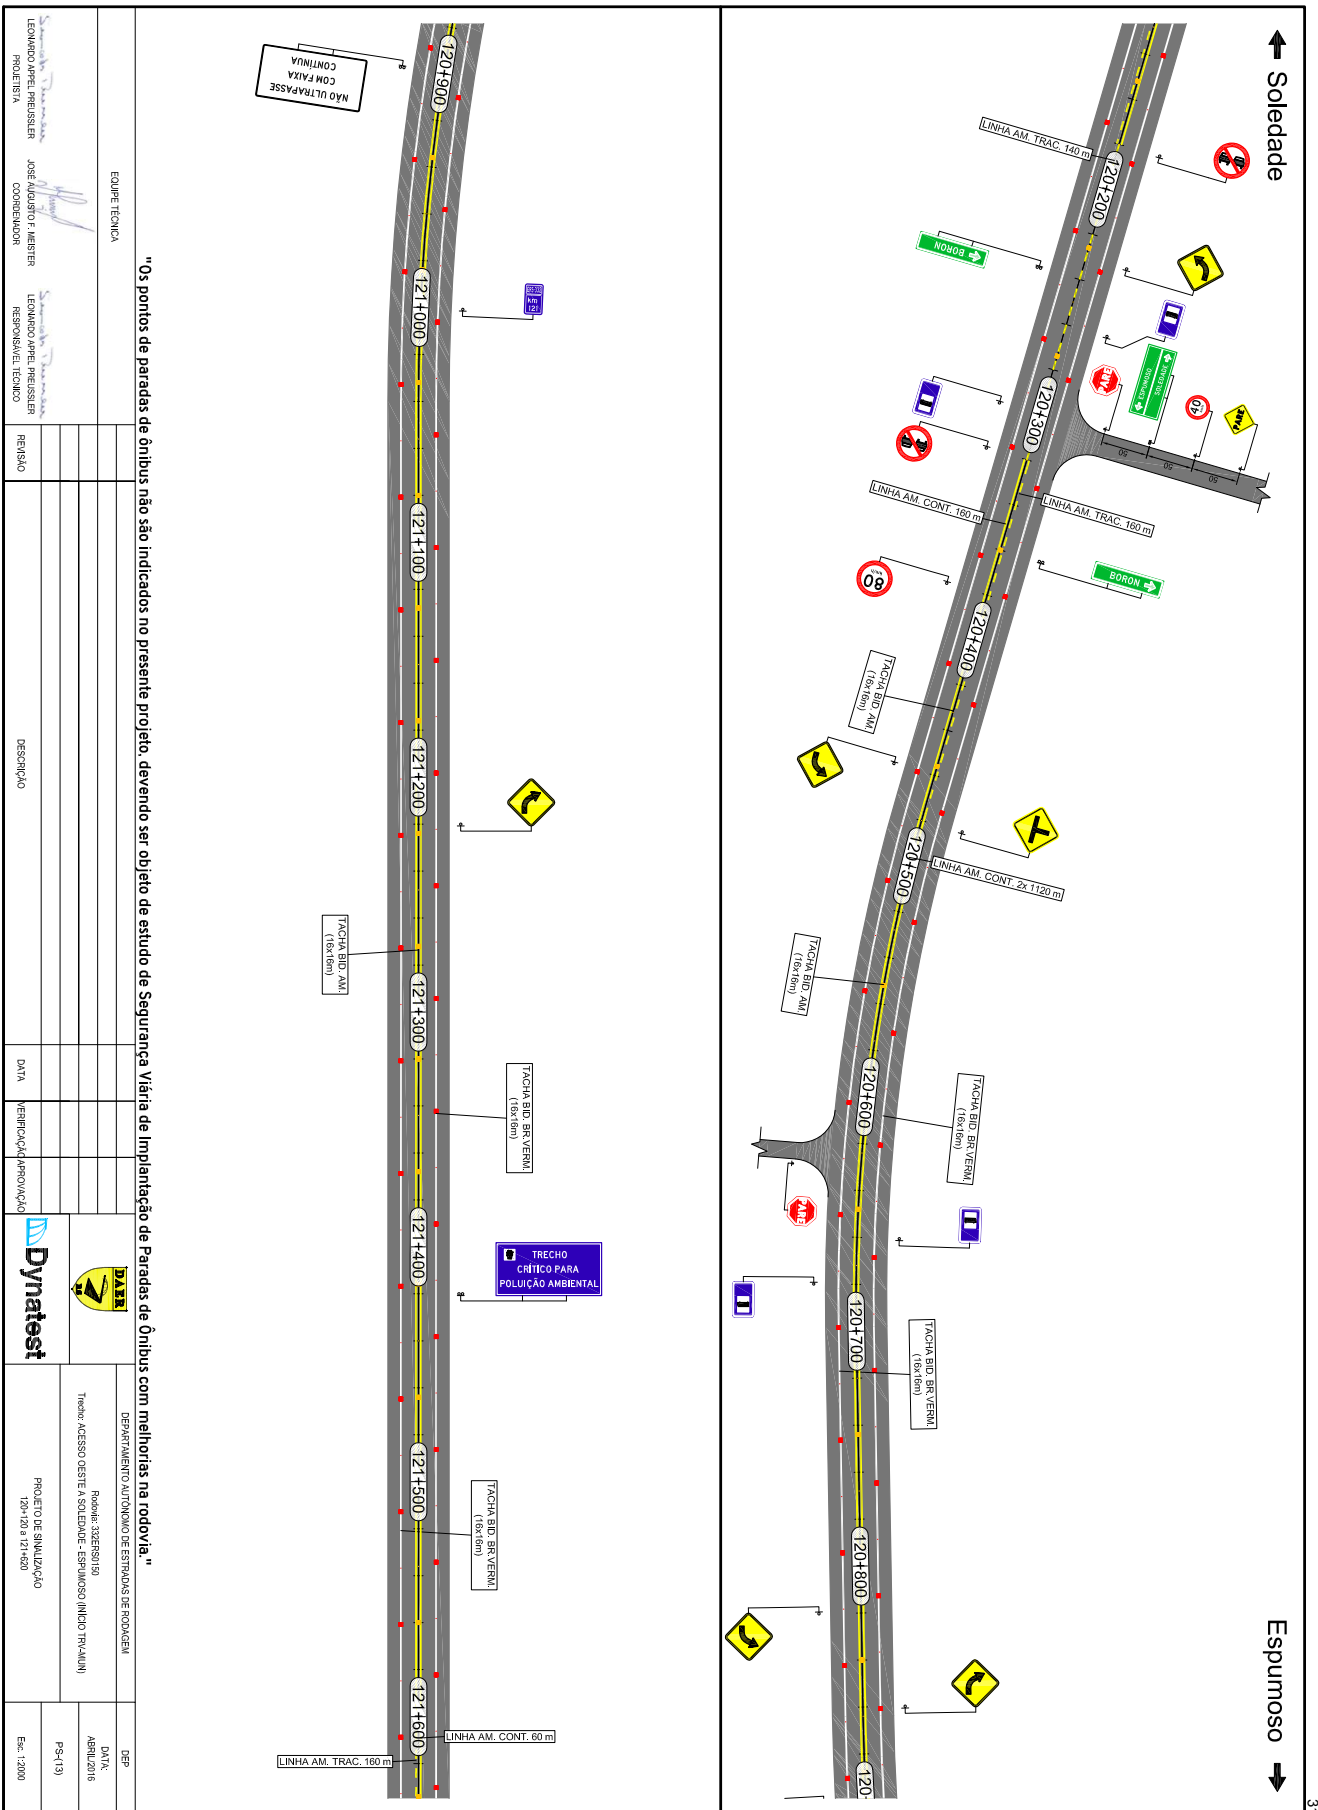 ← Soledade
Espumoso →
LINHA AM. TRAC. 140 m
120+200
BORON
ESPUMOSO
SOLEDADE
PARE
40
PARE
50
50
50
120+300
LINHA AM. CONT. 160 m
LINHA AM. TRAC. 160 m
BORON
80
km/h
120+400
TACHA BID. AM.
(16x16m)
120+500
LINHA AM. CONT. 2x 1120 m
TACHA BID. AM.
(16x16m)
120+600
TACHA BID. BR.VERM.
(16x16m)
PARE
120+700
TACHA BID. BR.VERM.
(16x16m)
120+800
120+
NÃO ULTRAPASSE
COM FAIXA
CONTÍNUA
120+900
121+000
km
121
121+100
121+200
TACHA BID. AM.
(16x16m)
121+300
TACHA BID. BR.VERM.
(16x16m)
121+400
TRECHO
CRÍTICO PARA
POLUIÇÃO AMBIENTAL
121+500
TACHA BID. BR.VERM.
(16x16m)
121+600
LINHA AM. CONT. 60 m
LINHA AM. TRAC. 160 m
"Os pontos de paradas de ônibus não são indicados no presente projeto, devendo ser objeto de estudo de Segurança Viária de Implantação de Paradas de Ônibus com melhorias na rodovia."
EQUIPE TÉCNICA
LEONARDO APPEL PREUSSLER
PROJETISTA
JOSÉ AUGUSTO F. MEISTER
COORDENADOR
LEONARDO APPEL PREUSSLER
RESPONSÁVEL TÉCNICO
REVISÃO
DESCRIÇÃO
DATA
VERIFICAÇÃO
APROVAÇÃO
DAER
RS
Dynatest
DEPARTAMENTO AUTÔNOMO DE ESTRADAS DE RODAGEM
Rodovia: 332ERS0150
Trecho: ACESSO OESTE A SOLEDADE - ESPUMOSO (INÍCIO TRV-MUN)
PROJETO DE SINALIZAÇÃO
120+120 a 121+620
DEP
DATA:
ABRIL/2016
PS-(13)
Esc. 1:2000